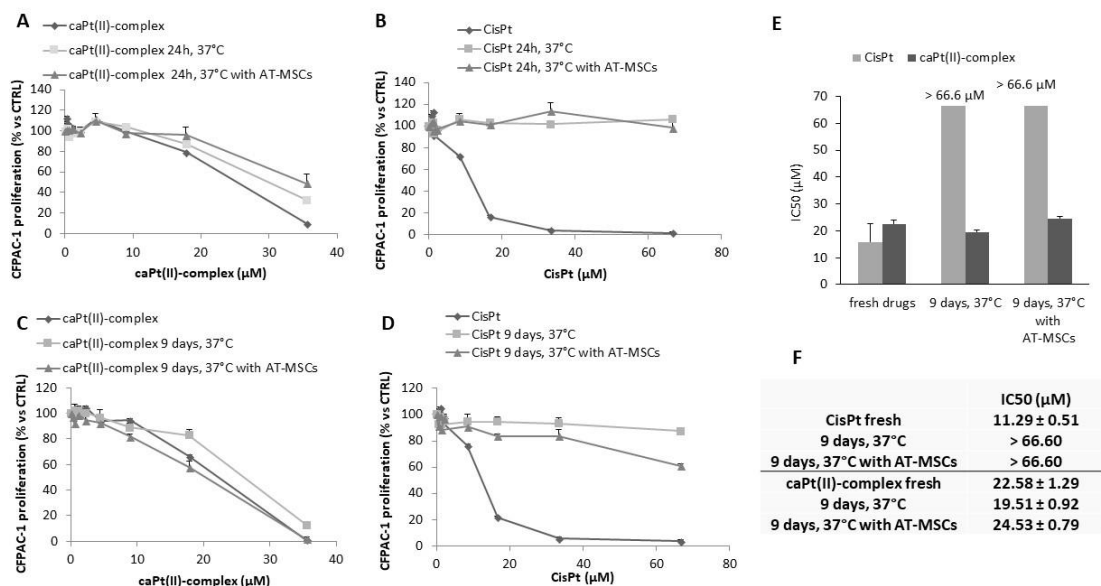 A
caPt(II)-complex
caPt(II)-complex 24h, 37°C
caPt(II)-complex 24h, 37°C with AT-MSCs
CFPAC-1 proliferation (% vs CTRL)
140
120
100
80
60
40
20
0
0 10 20 30 40
caPt(II)-complex (µM)
B
CisPt
CisPt 24h, 37°C
CisPt 24h, 37°C with AT-MSCs
CFPAC-1 proliferation (% vs CTRL)
140
120
100
80
60
40
20
0
0 20 40 60 80
CisPt (µM)
E
CisPt caPt(II)-complex
> 66.6 µM
> 66.6 µM
IC50 (µM)
70
60
50
40
30
20
10
0
fresh drugs
9 days, 37°C
9 days, 37°C
with
AT-MSCs
C
caPt(II)-complex
caPt(II)-complex 9 days, 37°C
caPt(II)-complex 9 days, 37°C with AT-MSCs
CFPAC-1 proliferation (% vs CTRL)
120
100
80
60
40
20
0
0 10 20 30 40
caPt(II)-complex (µM)
D
CisPt
CisPt 9 days, 37°C
CisPt 9 days, 37°C with AT-MSCs
CFPAC-1 proliferation (% vs CTRL)
120
100
80
60
40
20
0
0 20 40 60 80
CisPt (µM)
F
IC50 (µM)
CisPt fresh 11.29 ± 0.51
9 days, 37°C > 66.60
9 days, 37°C with AT-MSCs > 66.60
caPt(II)-complex fresh 22.58 ± 1.29
9 days, 37°C 19.51 ± 0.92
9 days, 37°C with AT-MSCs 24.53 ± 0.79